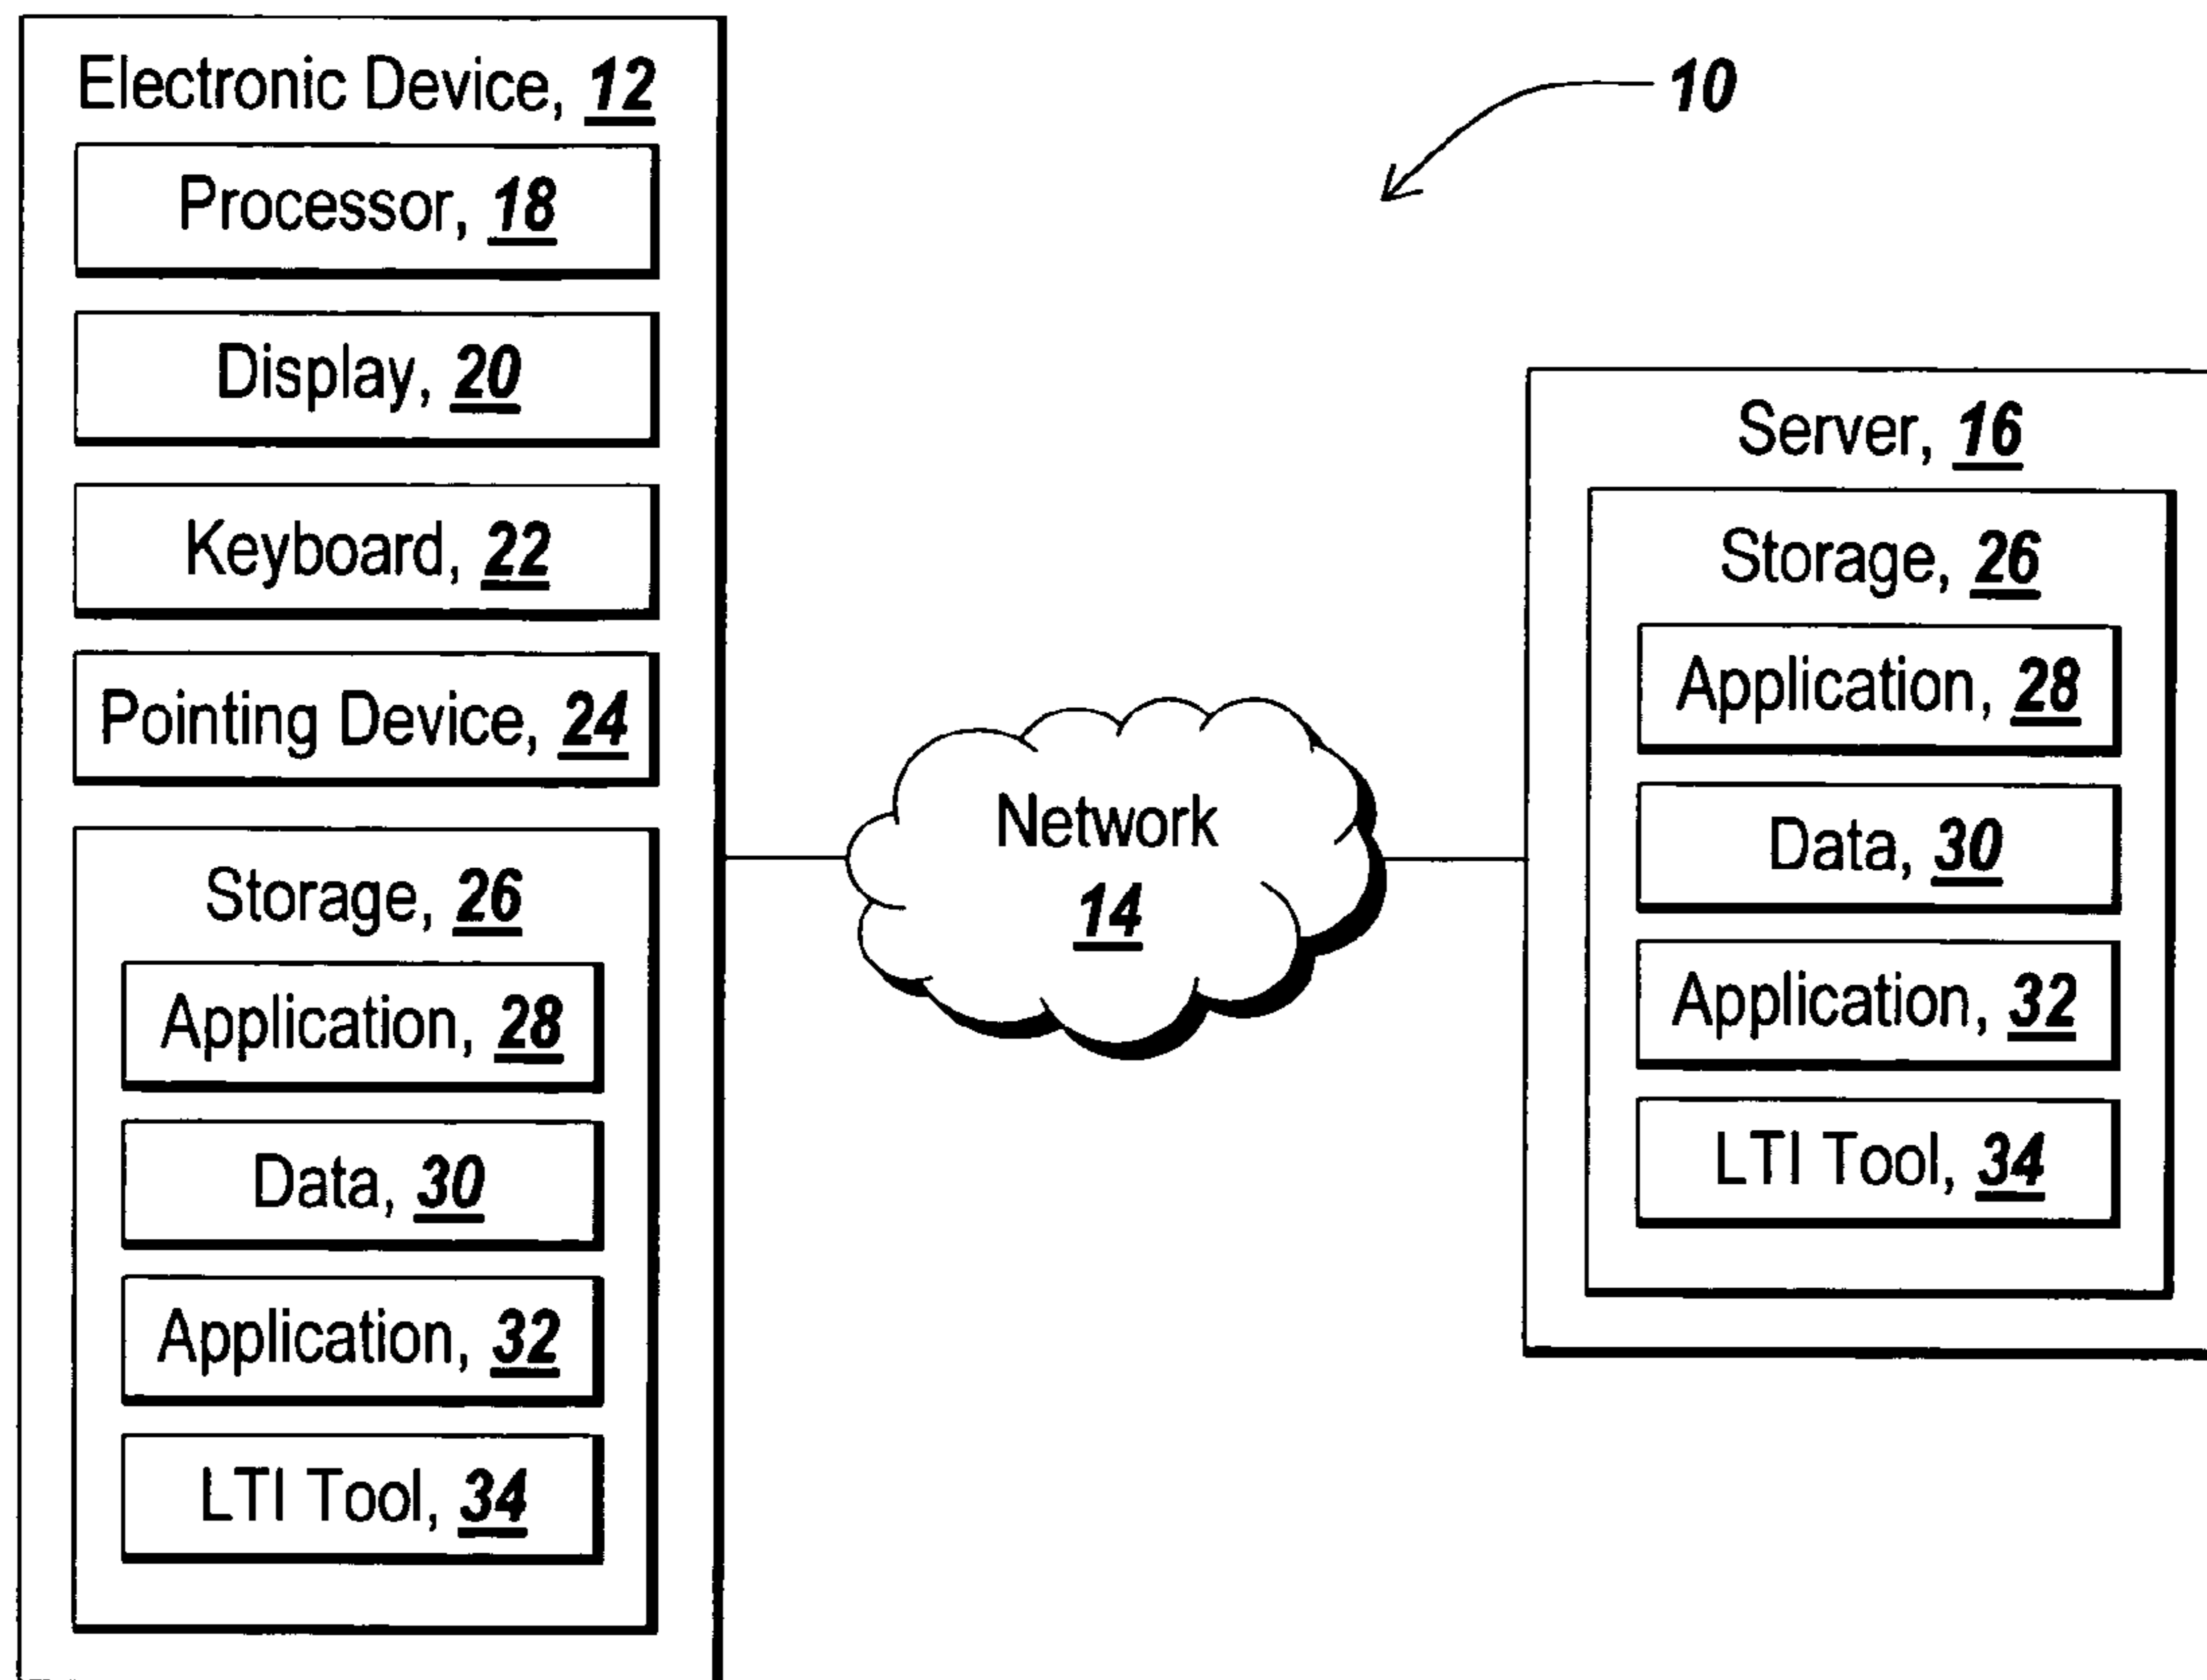 Electronic Device, 12
Processor, 18
Display, 20
Keyboard, 22
Pointing Device, 24
Storage, 26
Application, 28
Data, 30
Application, 32
LTI Tool, 34
10
Network
14
Server, 16
Storage, 26
Application, 28
Data, 30
Application, 32
LTI Tool, 34